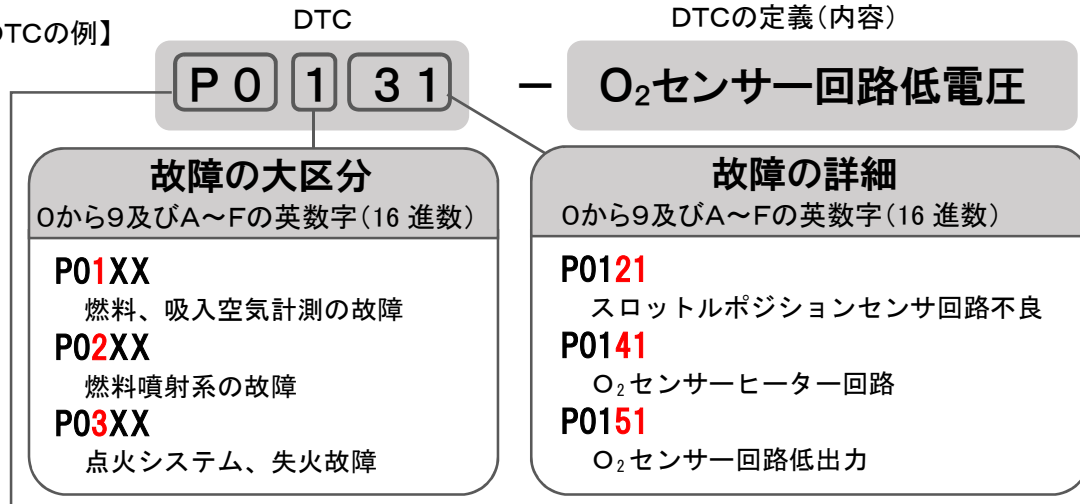 DTCの例】
DTC
DTCの定義(内容)
P0 1 31 － O₂センサー回路低電圧
故障の大区分
0から9及びA～Fの英数字(16進数)
P01XX
燃料、吸入空気計測の故障
P02XX
燃料噴射系の故障
P03XX
点火システム、失火故障
故障の詳細
0から9及びA～Fの英数字(16進数)
P0121
スロットルポジションセンサ回路不良
P0141
O₂センサーヒーター回路
P0151
O₂センサー回路低出力